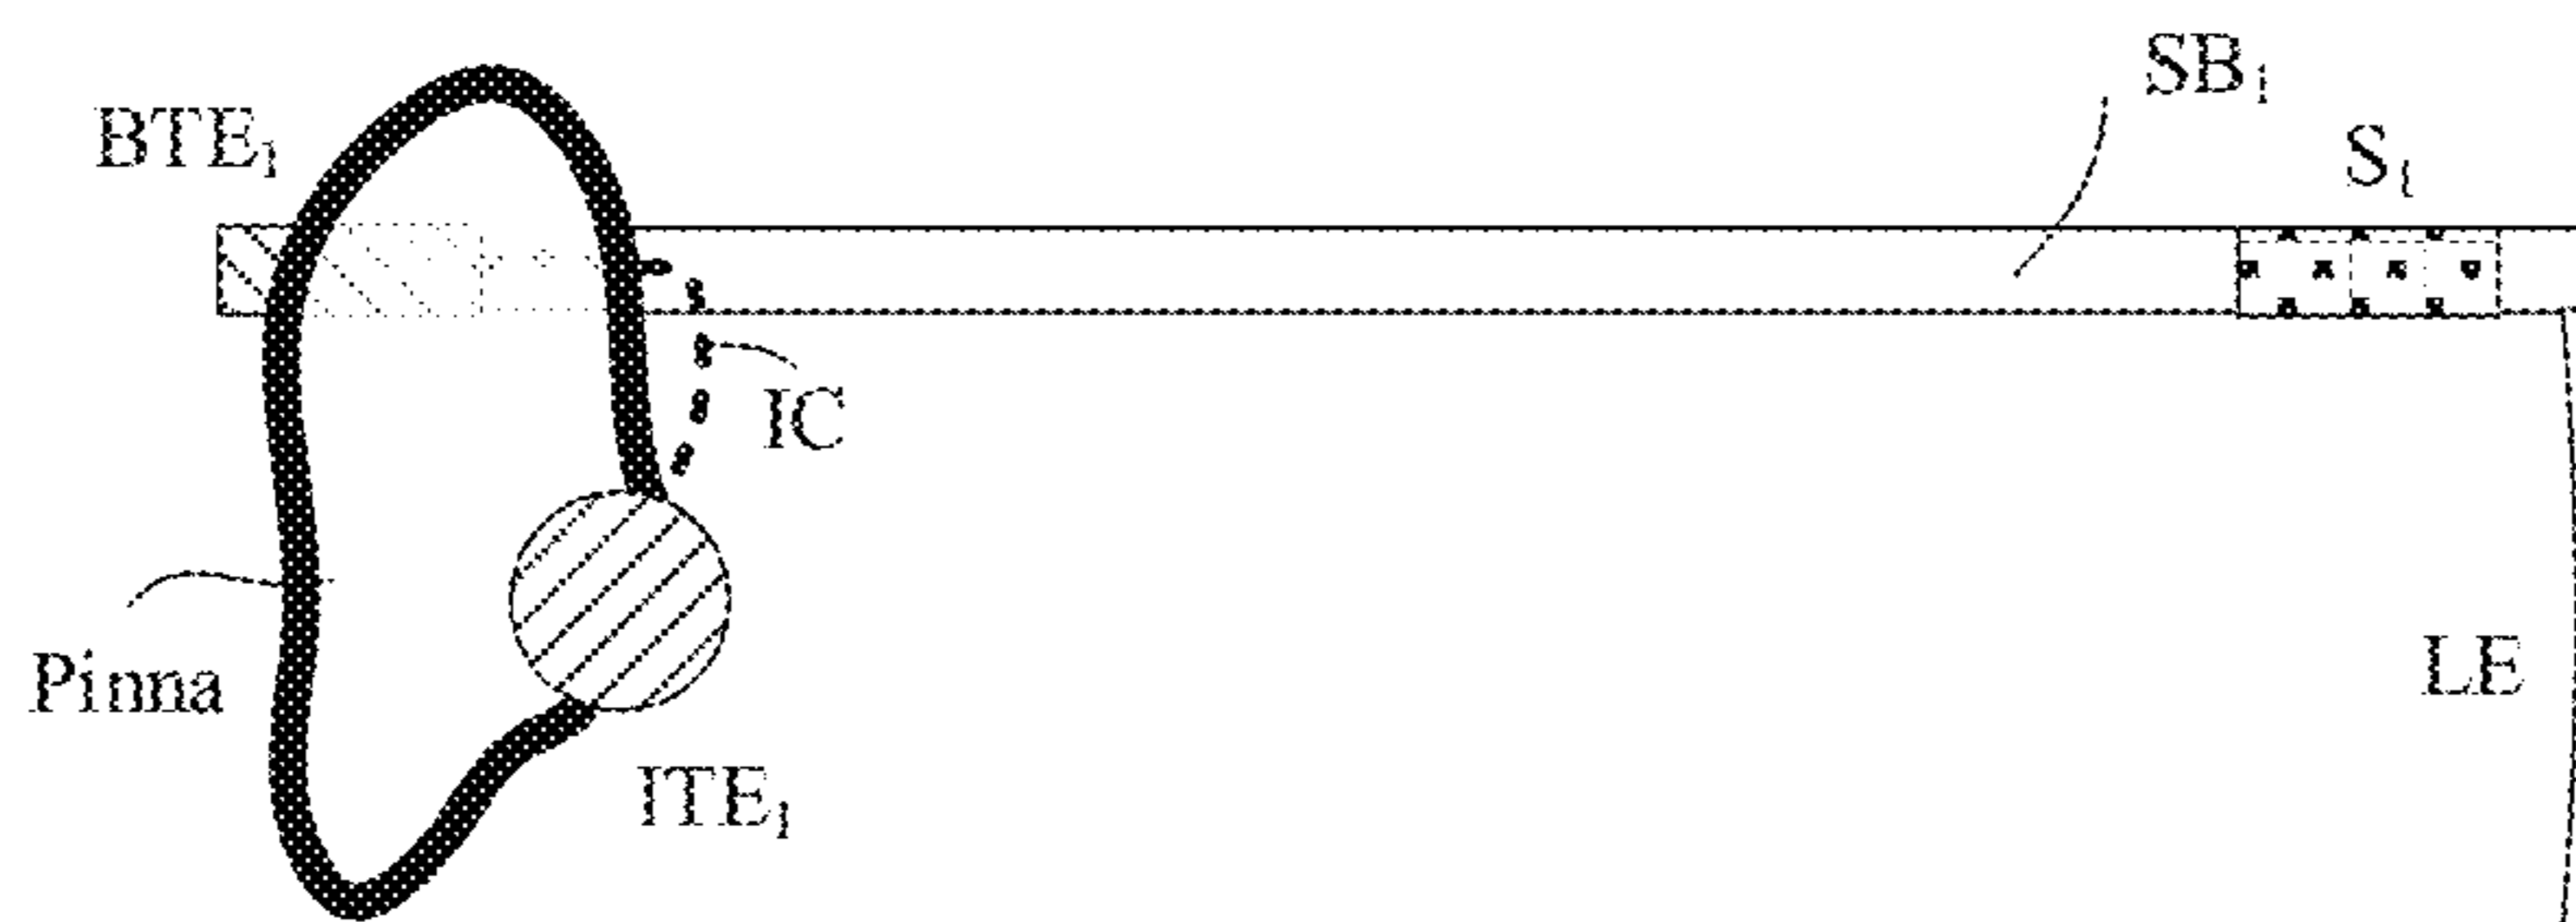 SB₁
BTE₁
S₁
IC
Pinna
LE
ITE₁